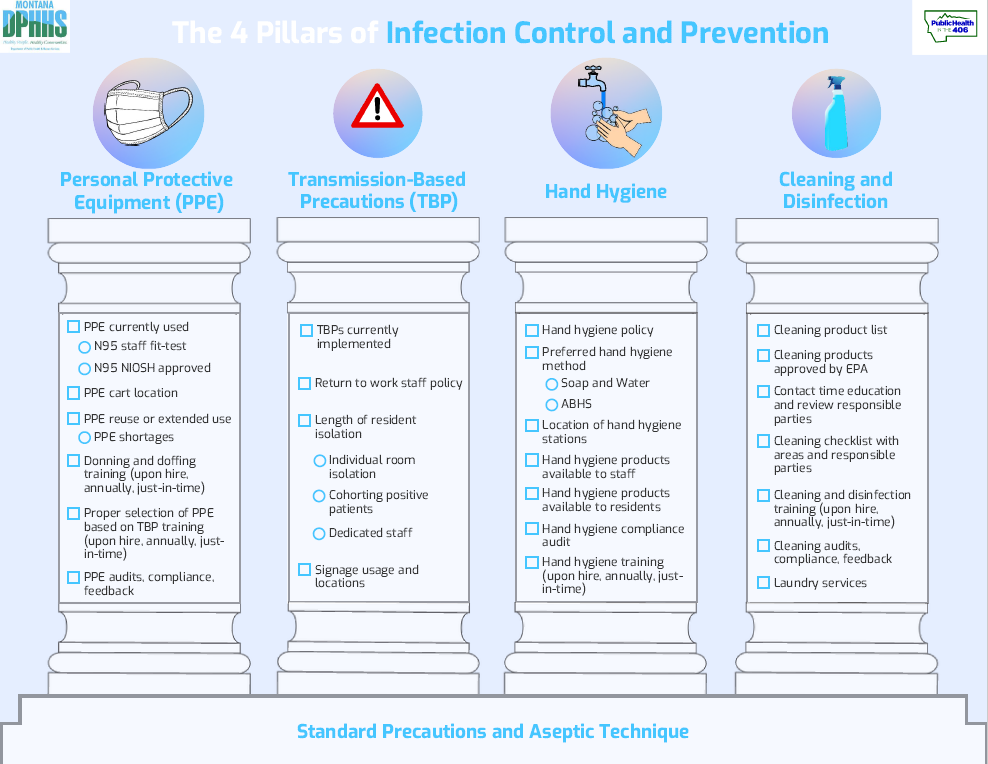 MONTANA
DPHHS
Healthy People. Healthy Communities.
Department of Public Health & Human Services
The 4 Pillars of Infection Control and Prevention
PublicHealth
IN THE 406
Personal Protective
Equipment (PPE)
PPE currently used
N95 staff fit-test
N95 NIOSH approved
PPE cart location
PPE reuse or extended use
PPE shortages
Donning and doffing
training (upon hire,
annually, just-in-time)
Proper selection of PPE
based on TBP training
(upon hire, annually, just-
in-time)
PPE audits, compliance,
feedback
Transmission-Based
Precautions (TBP)
TBPs currently
implemented
Return to work staff policy
Length of resident
isolation
Individual room
isolation
Cohorting positive
patients
Dedicated staff
Signage usage and
locations
Hand Hygiene
Hand hygiene policy
Preferred hand hygiene
method
Soap and Water
ABHS
Location of hand hygiene
stations
Hand hygiene products
available to staff
Hand hygiene products
available to residents
Hand hygiene compliance
audit
Hand hygiene training
(upon hire, annually, just-
in-time)
Cleaning and
Disinfection
Cleaning product list
Cleaning products
approved by EPA
Contact time education
and review responsible
parties
Cleaning checklist with
areas and responsible
parties
Cleaning and disinfection
training (upon hire,
annually, just-in-time)
Cleaning audits,
compliance, feedback
Laundry services
Standard Precautions and Aseptic Technique